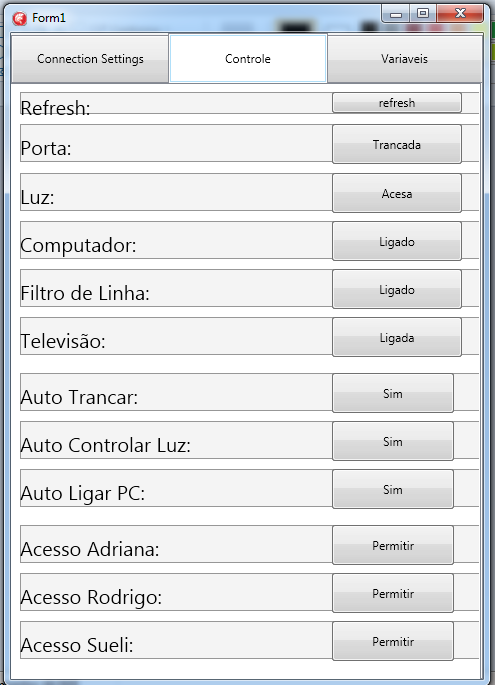 Form1
Connection Settings Controle Variaveis
Refresh: refresh
Porta: Trancada
Luz: Acesa
Computador: Ligado
Filtro de Linha: Ligado
Televisão: Ligada
Auto Trancar: Sim
Auto Controlar Luz: Sim
Auto Ligar PC: Sim
Acesso Adriana: Permitir
Acesso Rodrigo: Permitir
Acesso Sueli: Permitir